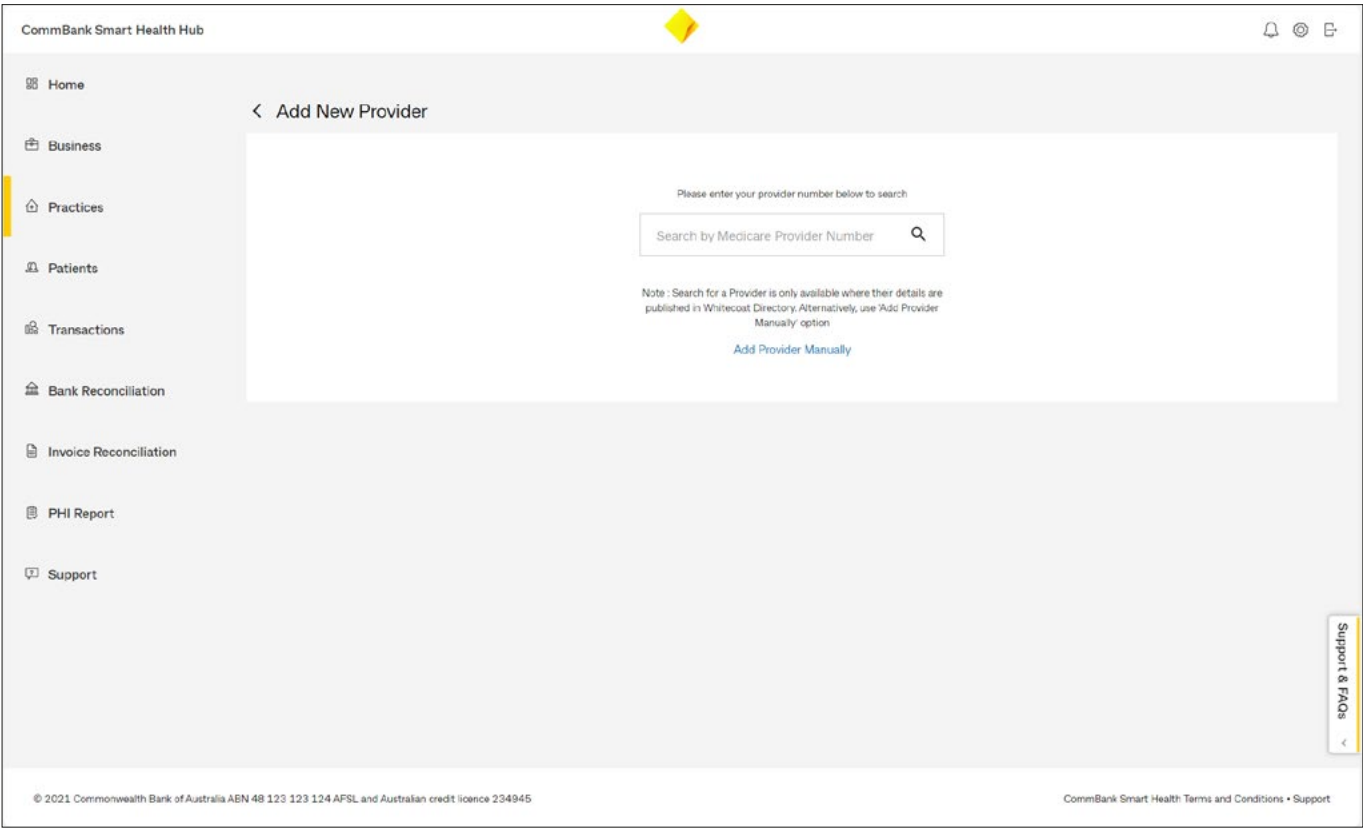 CommBank Smart Health Hub
Home
Business
Practices
Patients
Transactions
Bank Reconciliation
Invoice Reconciliation
PHI Report
Support
Add New Provider
Please enter your provider number below to search
Search by Medicare Provider Number
Note : Search for a Provider is only available where their details are
published in Whitecoat Directory. Alternatively, use 'Add Provider
Manually' option
Add Provider Manually
Support & FAQs
© 2021 Commonwealth Bank of Australia ABN 48 123 123 124 AFSL and Australian credit licence 234945
CommBank Smart Health Terms and Conditions • Support